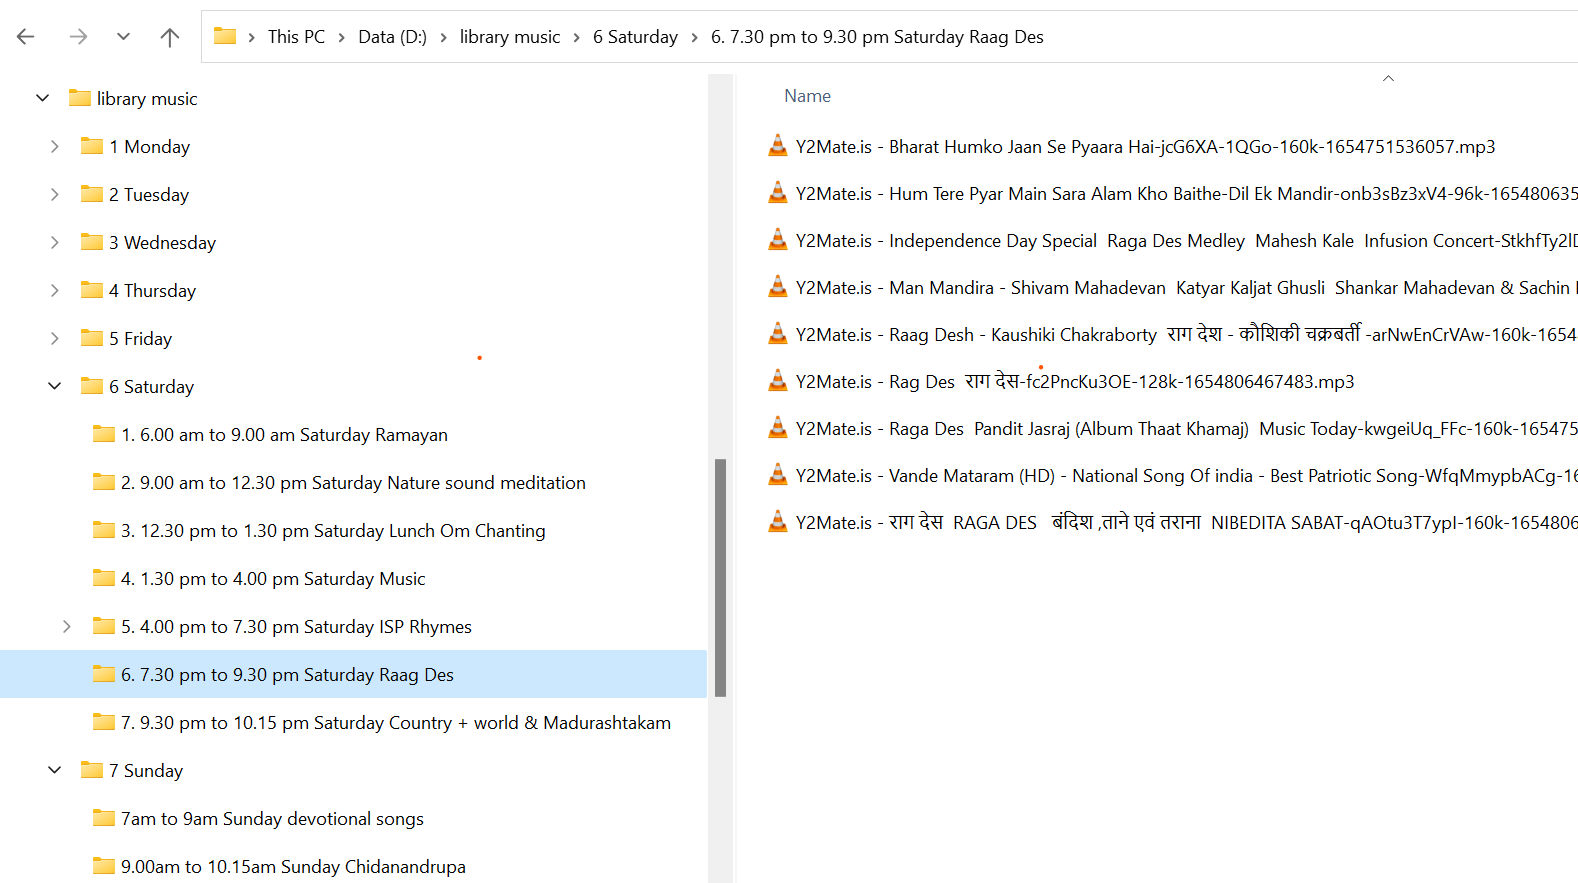 This PC > Data (D:) > library music > 6 Saturday > 6. 7.30 pm to 9.30 pm Saturday Raag Des
library music
1 Monday
2 Tuesday
3 Wednesday
4 Thursday
5 Friday
6 Saturday
1. 6.00 am to 9.00 am Saturday Ramayan
2. 9.00 am to 12.30 pm Saturday Nature sound meditation
3. 12.30 pm to 1.30 pm Saturday Lunch Om Chanting
4. 1.30 pm to 4.00 pm Saturday Music
5. 4.00 pm to 7.30 pm Saturday ISP Rhymes
6. 7.30 pm to 9.30 pm Saturday Raag Des
7. 9.30 pm to 10.15 pm Saturday Country + world & Madurashtakam
7 Sunday
7am to 9am Sunday devotional songs
9.00am to 10.15am Sunday Chidanandrupa
Name
Y2Mate.is - Bharat Humko Jaan Se Pyaara Hai-jcG6XA-1QGo-160k-1654751536057.mp3
Y2Mate.is - Hum Tere Pyar Main Sara Alam Kho Baithe-Dil Ek Mandir-onb3sBz3xV4-96k-165480635
Y2Mate.is - Independence Day Special  Raga Des Medley  Mahesh Kale  Infusion Concert-StkhfTy2lD
Y2Mate.is - Man Mandira - Shivam Mahadevan  Katyar Kaljat Ghusli  Shankar Mahadevan & Sachin
Y2Mate.is - Raag Desh - Kaushiki Chakraborty  राग देश - कौशिकी चक्रबर्ती -arNwEnCrVAw-160k-1654
Y2Mate.is - Rag Des  राग देस-fc2PncKu3OE-128k-1654806467483.mp3
Y2Mate.is - Raga Des  Pandit Jasraj (Album Thaat Khamaj)  Music Today-kwgeiUq_FFc-160k-165475
Y2Mate.is - Vande Mataram (HD) - National Song Of india - Best Patriotic Song-WfqMmypbACg-16
Y2Mate.is - राग देस  RAGA DES   बंदिश ,ताने एवं तराना  NIBEDITA SABAT-qAOtu3T7ypI-160k-1654806